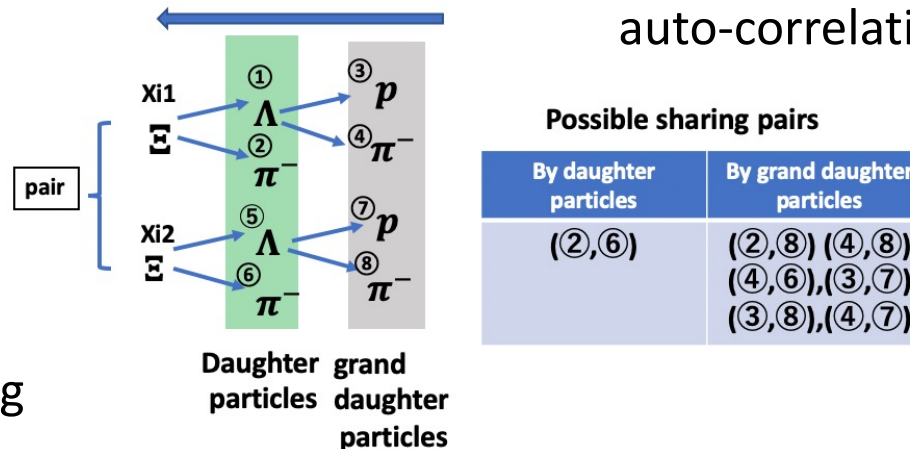 auto-correlati
Xi1
Ξ
pair
Xi2
Ξ
① Λ
② π⁻
③ p
④ π⁻
⑤ Λ
⑥ π⁻
⑦ p
⑧ π⁻
Daughter
particles
grand
daughter
particles
g
Possible sharing pairs
By daughter
particles
By grand daughter
particles
(②,⑥)
(②,⑧) (④,⑧)
(④,⑥),(③,⑦)
(③,⑧),(④,⑦)